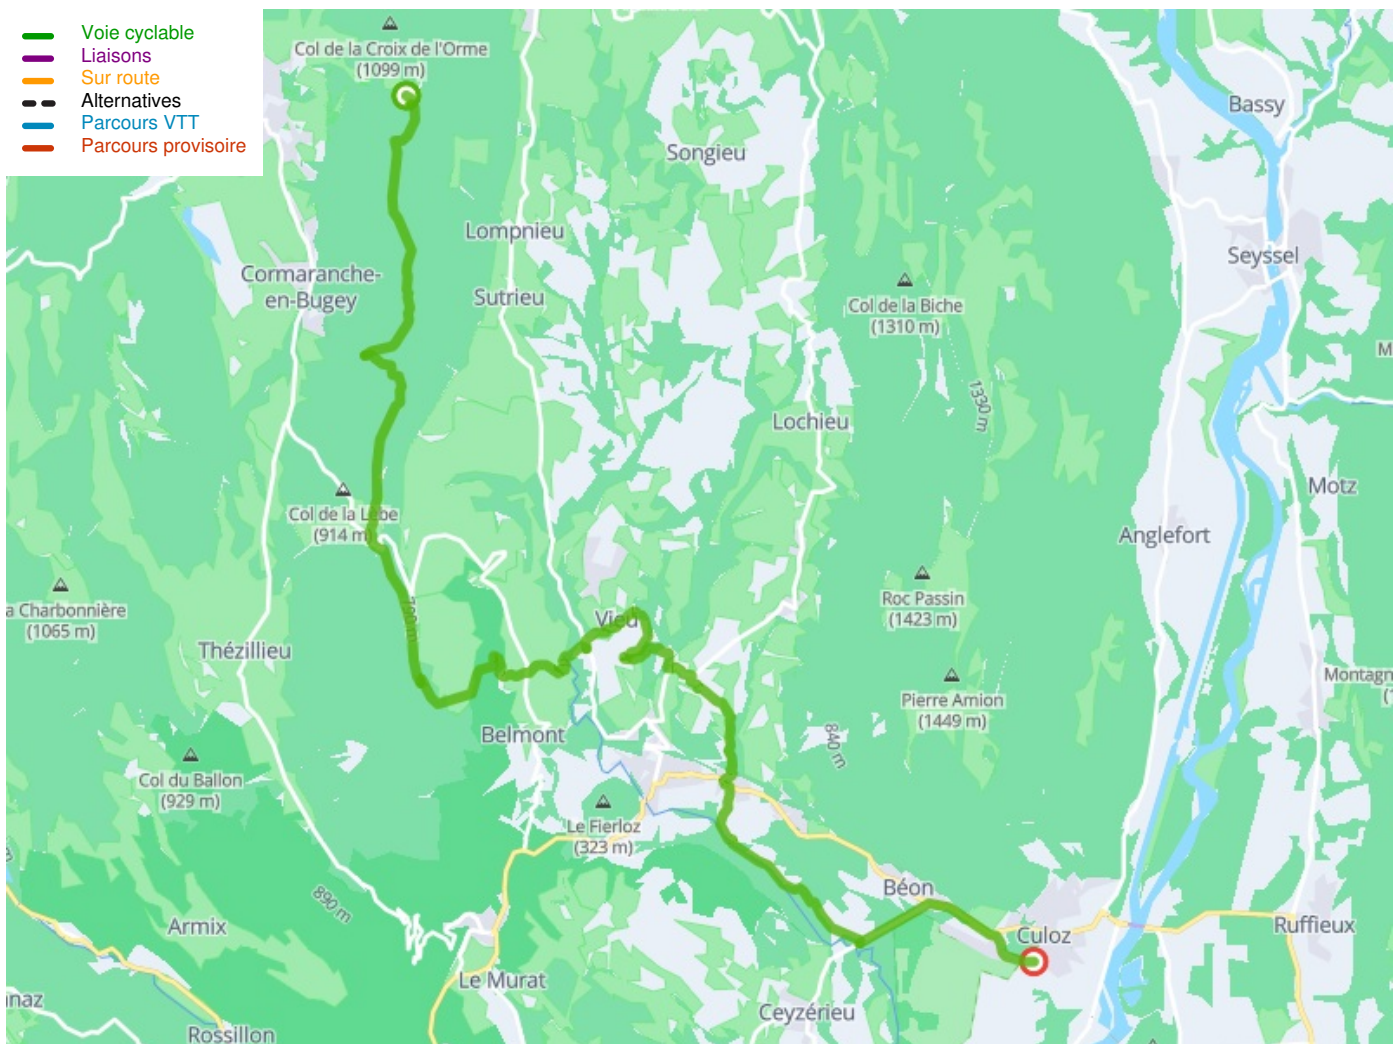 Voie cyclable
Liaisons
Sur route
Alternatives
Parcours VTT
Parcours provisoire
Col de la Croix de l'Orme
(1099 m)
Bassy
Songieu
Lompnieu
Seyssel
Cormaranche-
en-Bugey
Sutrieu
Col de la Biche
(1310 m)
M
1330 m
Lochieu
Motz
Col de la Lèbe
(914 m)
Anglefort
a Charbonnière
(1065 m)
Roc Passin
(1423 m)
790 m
Vieu
Thézillieu
Montagn
(1
Pierre Amion
(1449 m)
Belmont
840 m
Col du Ballon
(929 m)
Le Fierloz
(323 m)
Béon
890 m
Armix
Culoz
Ruffieux
Le Murat
naz
Ceyzérieu
Rossillon